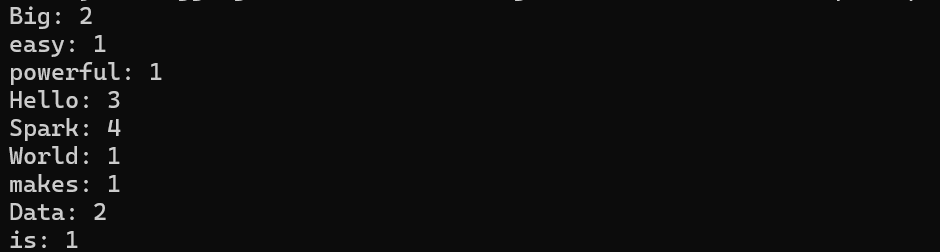 Big: 2
easy: 1
powerful: 1
Hello: 3
Spark: 4
World: 1
makes: 1
Data: 2
is: 1